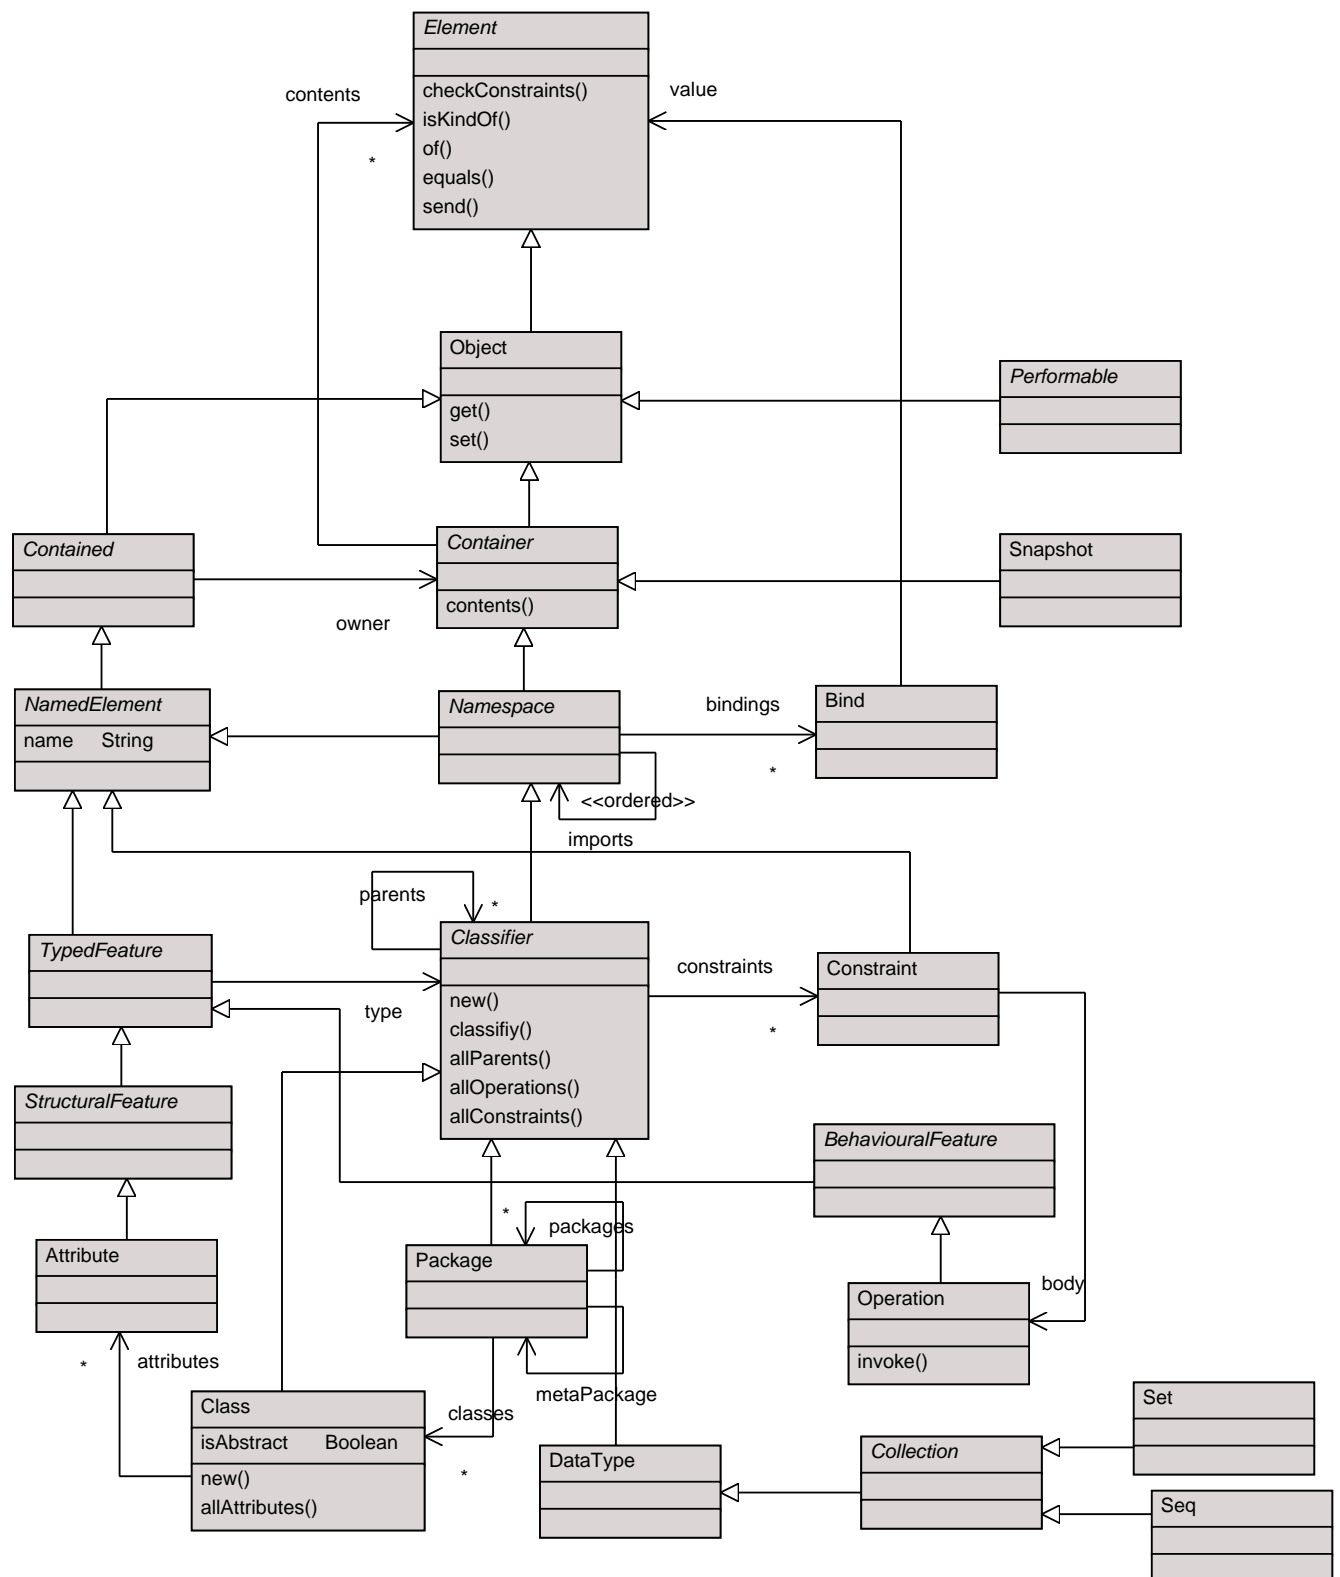 Element
checkConstraints()
isKindOf()
of()
equals()
send()
contents
*
value
Object
get()
set()
Performable
Contained
Container
contents()
Snapshot
owner
NamedElement
name String
Namespace
bindings
*
Bind
<<ordered>>
imports
parents
*
TypedFeature
type
Classifier
new()
classifiy()
allParents()
allOperations()
allConstraints()
constraints
*
Constraint
StructuralFeature
BehaviouralFeature
Attribute
*
packages
Package
metaPackage
Operation
invoke()
body
*
attributes
Class
isAbstract Boolean
new()
allAttributes()
classes
*
DataType
Collection
Set
Seq